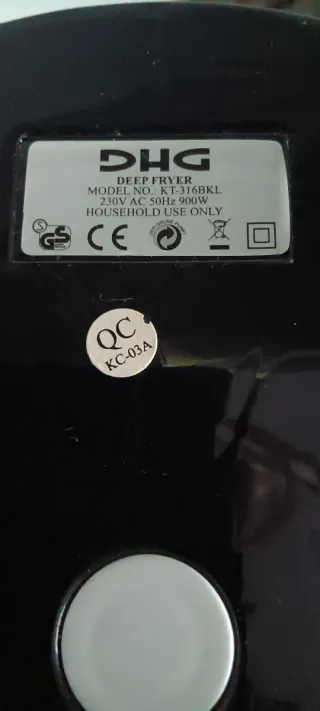 DHG
DEEP FRYER
MODEL NO.: KT-316BKL
230V AC 50Hz 900W
HOUSEHOLD USE ONLY
S GS CE
QC
KC-03A